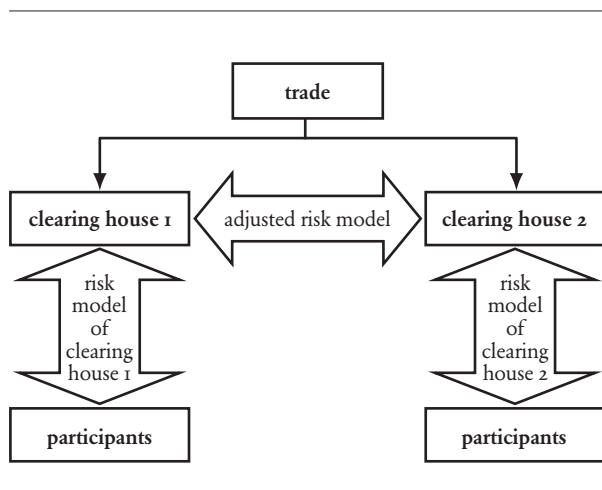 trade
clearing house 1
adjusted risk model
clearing house 2
risk
model
of
clearing
house 1
risk
model
of
clearing
house 2
participants
participants